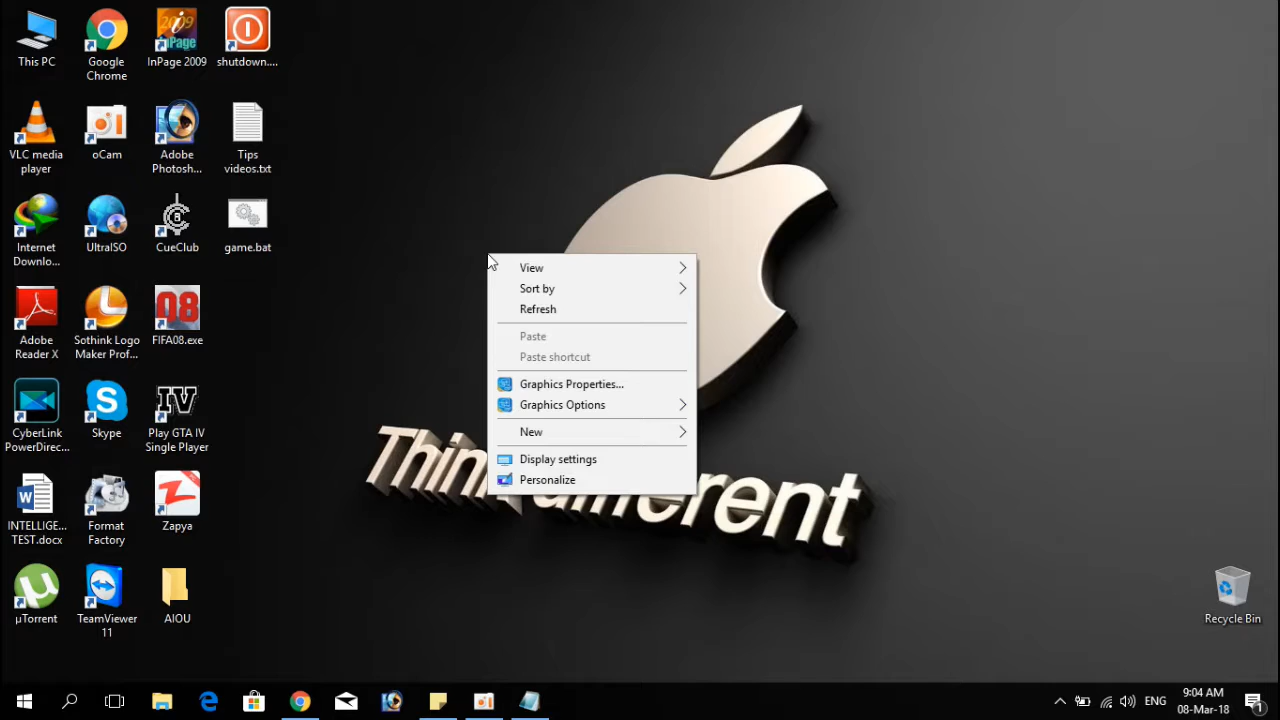 This PC
Google
Chrome
InPage 2009
shutdown....
VLC media
player
oCam
Adobe
Photosh...
Tips
videos.txt
Internet
Downlo...
UltraISO
CueClub
game.bat
Adobe
Reader X
Sothink Logo
Maker Prof...
FIFA08.exe
CyberLink
PowerDirec...
Skype
Play GTA IV
Single Player
INTELLIGE...
TEST.docx
Format
Factory
Zapya
µTorrent
TeamViewer
11
AIOU
View
Sort by
Refresh
Paste
Paste shortcut
Graphics Properties...
Graphics Options
New
Display settings
Personalize
Recycle Bin
ENG
9:04 AM
08-Mar-18
1